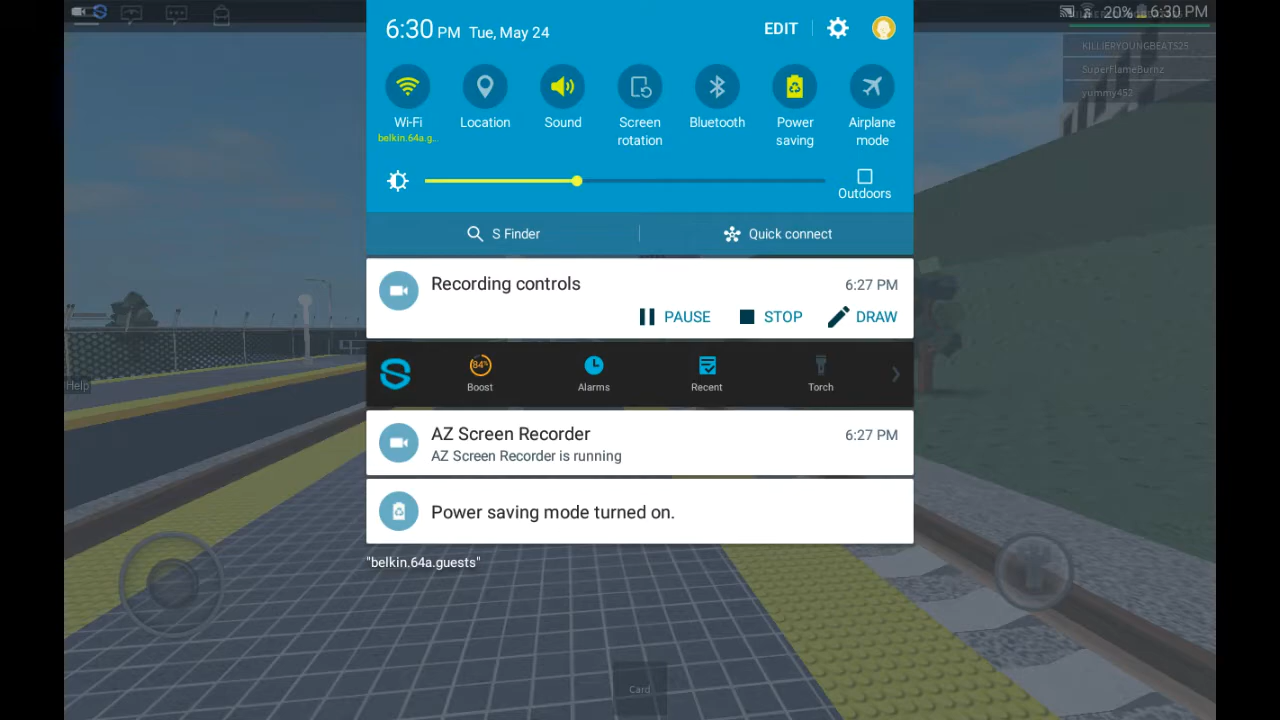 20% 6:30 PM
6:30 PM Tue, May 24
EDIT
KILLIERYOUNGBEATS25
SuperFlameBurnz
yummy452
Wi-Fi
belkin.64a.g..
Location
Sound
Screen rotation
Bluetooth
Power saving
Airplane mode
Outdoors
S Finder
Quick connect
Recording controls
6:27 PM
PAUSE
STOP
DRAW
84%
Boost
Alarms
Recent
Torch
Help
AZ Screen Recorder
6:27 PM
AZ Screen Recorder is running
Power saving mode turned on.
"belkin.64a.guests"
Card